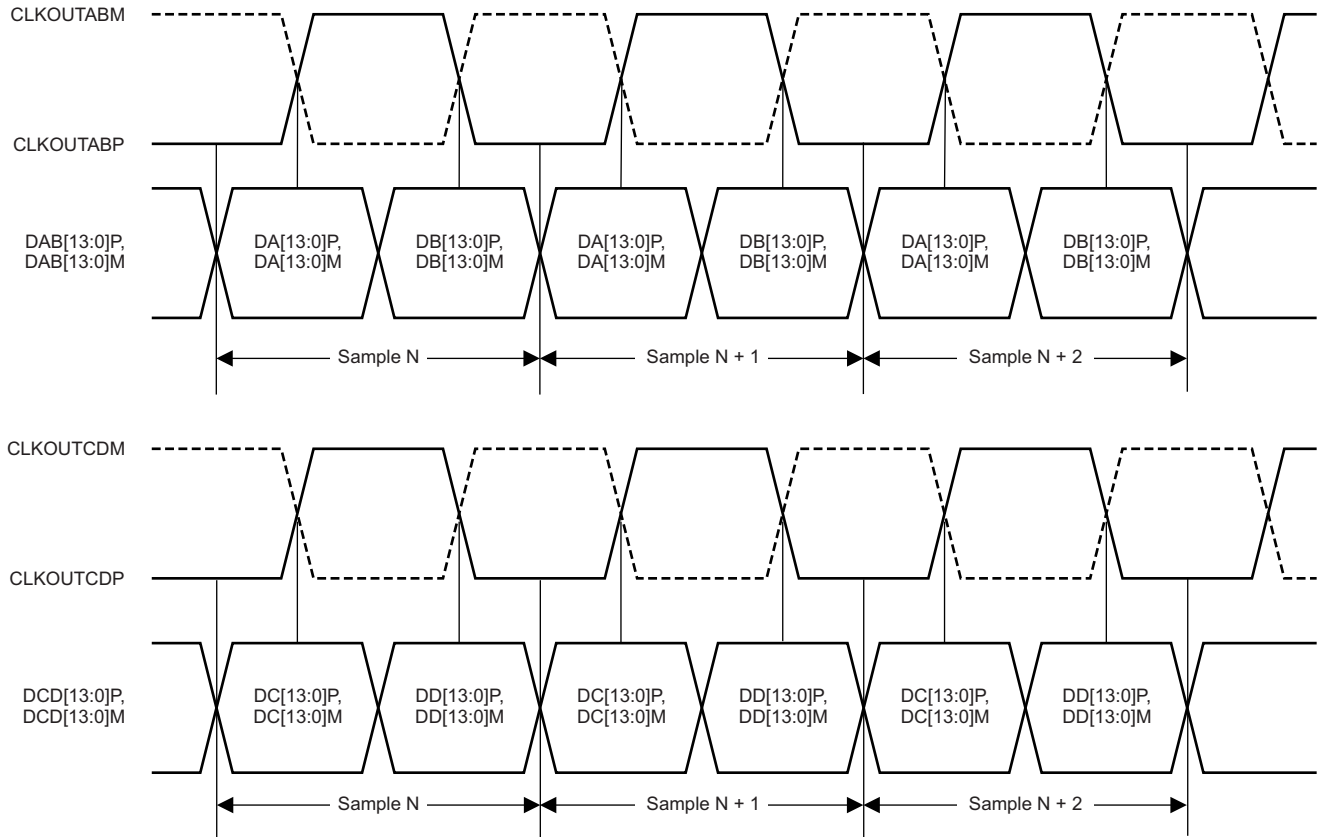 CLKOUTABM
CLKOUTABP
DAB[13:0]P,
DAB[13:0]M
DA[13:0]P,
DA[13:0]M
DB[13:0]P,
DB[13:0]M
DA[13:0]P,
DA[13:0]M
DB[13:0]P,
DB[13:0]M
DA[13:0]P,
DA[13:0]M
DB[13:0]P,
DB[13:0]M
Sample N
Sample N + 1
Sample N + 2
CLKOUTCDM
CLKOUTCDP
DCD[13:0]P,
DCD[13:0]M
DC[13:0]P,
DC[13:0]M
DD[13:0]P,
DD[13:0]M
DC[13:0]P,
DC[13:0]M
DD[13:0]P,
DD[13:0]M
DC[13:0]P,
DC[13:0]M
DD[13:0]P,
DD[13:0]M
Sample N
Sample N + 1
Sample N + 2